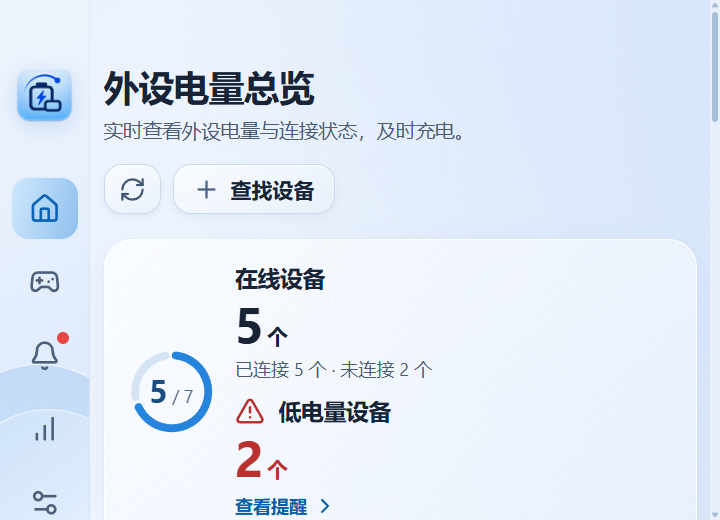 外设电量总览
实时查看外设电量与连接状态，及时充电。
查找设备
在线设备
5个
已连接 5 个 · 未连接 2 个
5 / 7
低电量设备
2个
查看提醒